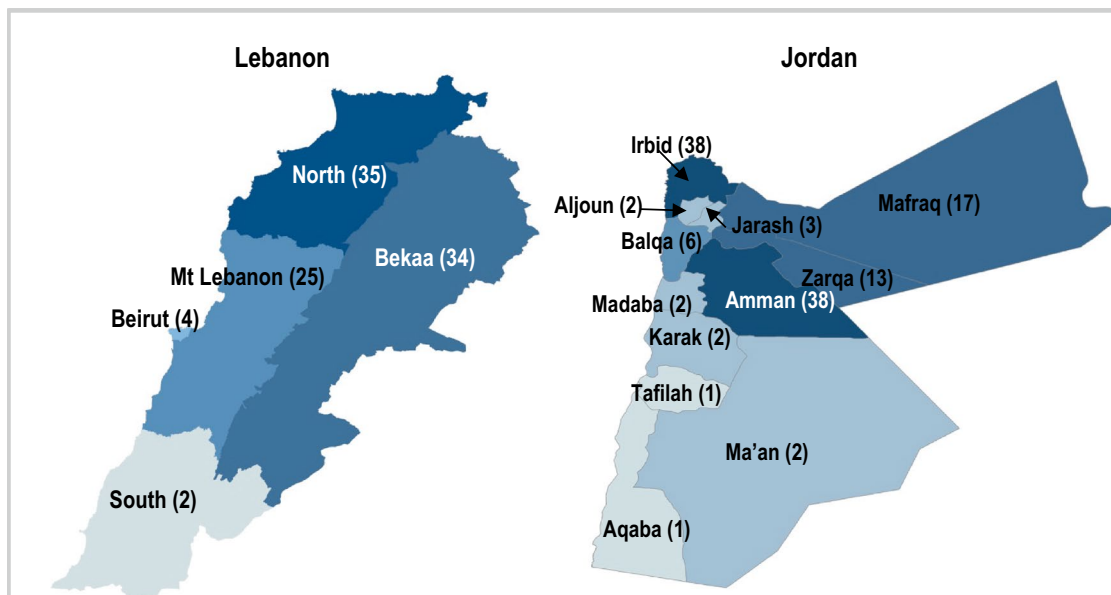 Lebanon
North (35)
Bekaa (34)
Mt Lebanon (25)
Beirut (4)
South (2)
Jordan
Irbid (38)
Aljoun (2)
Jarash (3)
Mafraq (17)
Balqa (6)
Zarqa (13)
Madaba (2)
Amman (38)
Karak (2)
Tafilah (1)
Ma’an (2)
Aqaba (1)